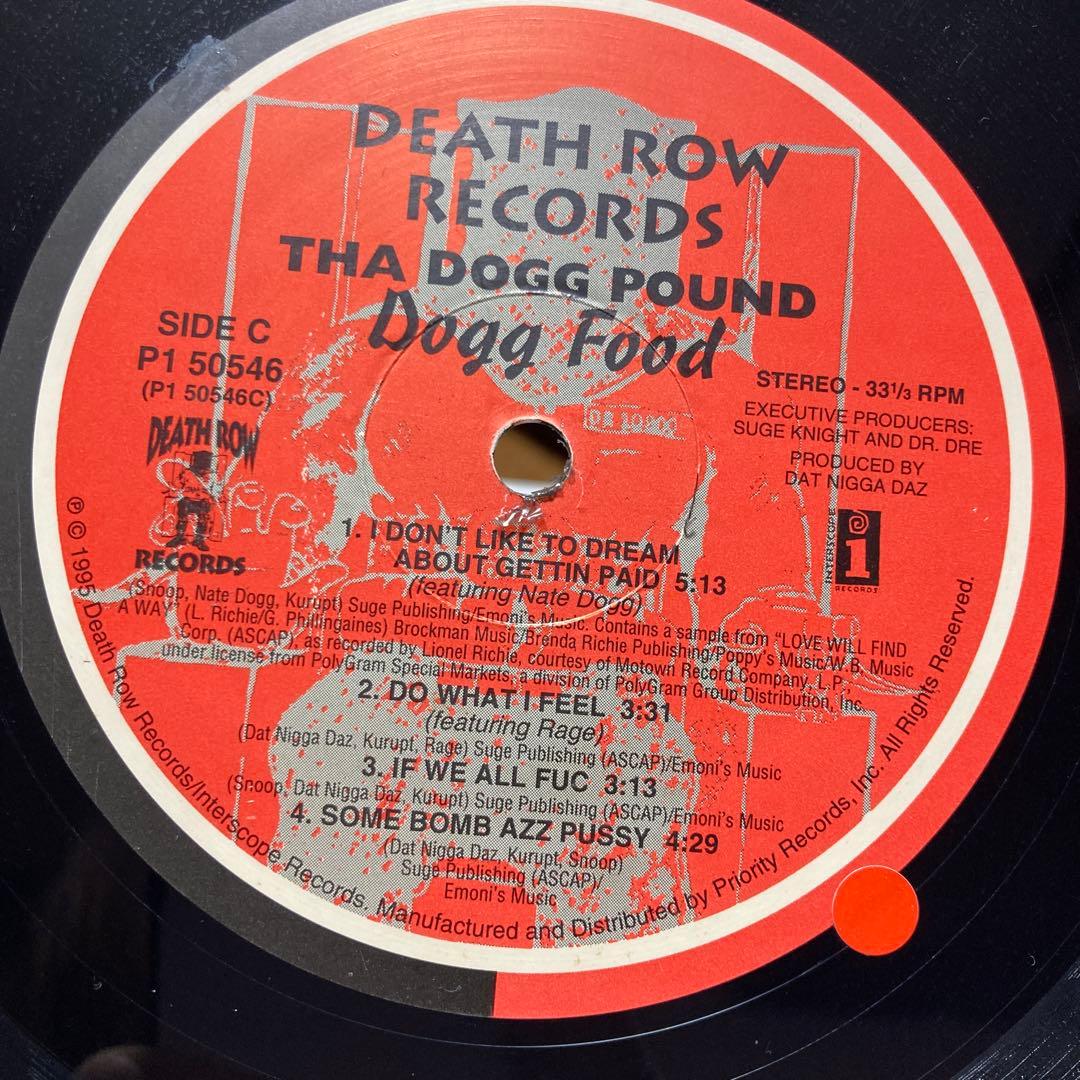 DEATH ROW
RECORDS
THA DOGG POUND
Dogg Food
SIDE C
P1 50546
(P1 50546C)
DEATH ROW
RECORDS
STEREO - 33 1/3 RPM
EXECUTIVE PRODUCERS:
SUGE KNIGHT AND DR. DRE
PRODUCED BY
DAT NIGGA DAZ
INTERSCOPE
RECORDS
DR 10800
1. I DON'T LIKE TO DREAM
ABOUT GETTIN PAID 5:13
(featuring Nate Dogg)
(Snoop, Nate Dogg, Kurupt) Suge Publishing/Emoni's Music. Contains a sample from "LOVE WILL FIND
A WAY" (L. Richie/G. Phillingaines) Brockman Music/Brenda Richie Publishing/Poppy's Music/W.B. Music
Corp. (ASCAP), as recorded by Lionel Richie, courtesy of Motown Record Company, L.P.,
under license from PolyGram Special Markets, a division of PolyGram Group Distribution, Inc.
2. DO WHAT I FEEL 3:31
(featuring Rage)
(Dat Nigga Daz, Kurupt, Rage) Suge Publishing (ASCAP)/Emoni's Music
3. IF WE ALL FUC 3:13
(Snoop, Dat Nigga Daz, Kurupt) Suge Publishing (ASCAP)/Emoni's Music
4. SOME BOMB AZZ PUSSY 4:29
(Dat Nigga Daz, Kurupt, Snoop)
Suge Publishing (ASCAP)/
Emoni's Music
℗ © 1995 Death Row Records/Interscope Records. Manufactured and Distributed by Priority Records, Inc. All Rights Reserved.